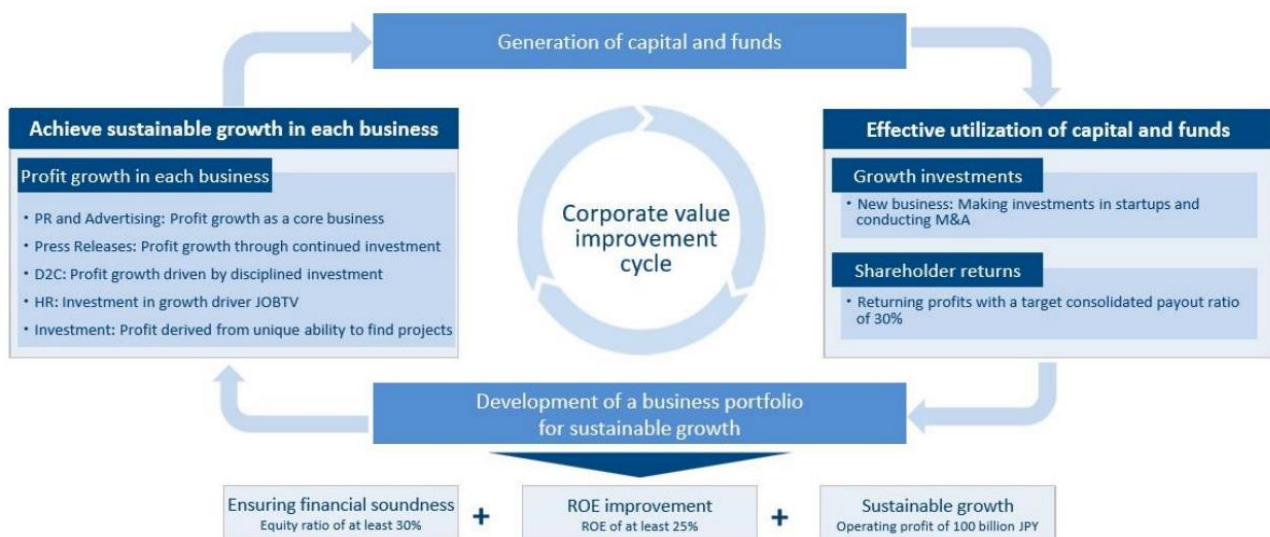 Generation of capital and funds
Achieve sustainable growth in each business
Profit growth in each business
・PR and Advertising: Profit growth as a core business
・Press Releases: Profit growth through continued investment
・D2C: Profit growth driven by disciplined investment
・HR: Investment in growth driver JOBTV
・Investment: Profit derived from unique ability to find projects
Corporate value
improvement
cycle
Effective utilization of capital and funds
Growth investments
・New business: Making investments in startups and
conducting M&A
Shareholder returns
・Returning profits with a target consolidated payout ratio
of 30%
Development of a business portfolio
for sustainable growth
Ensuring financial soundness
Equity ratio of at least 30%
+
ROE improvement
ROE of at least 25%
+
Sustainable growth
Operating profit of 100 billion JPY